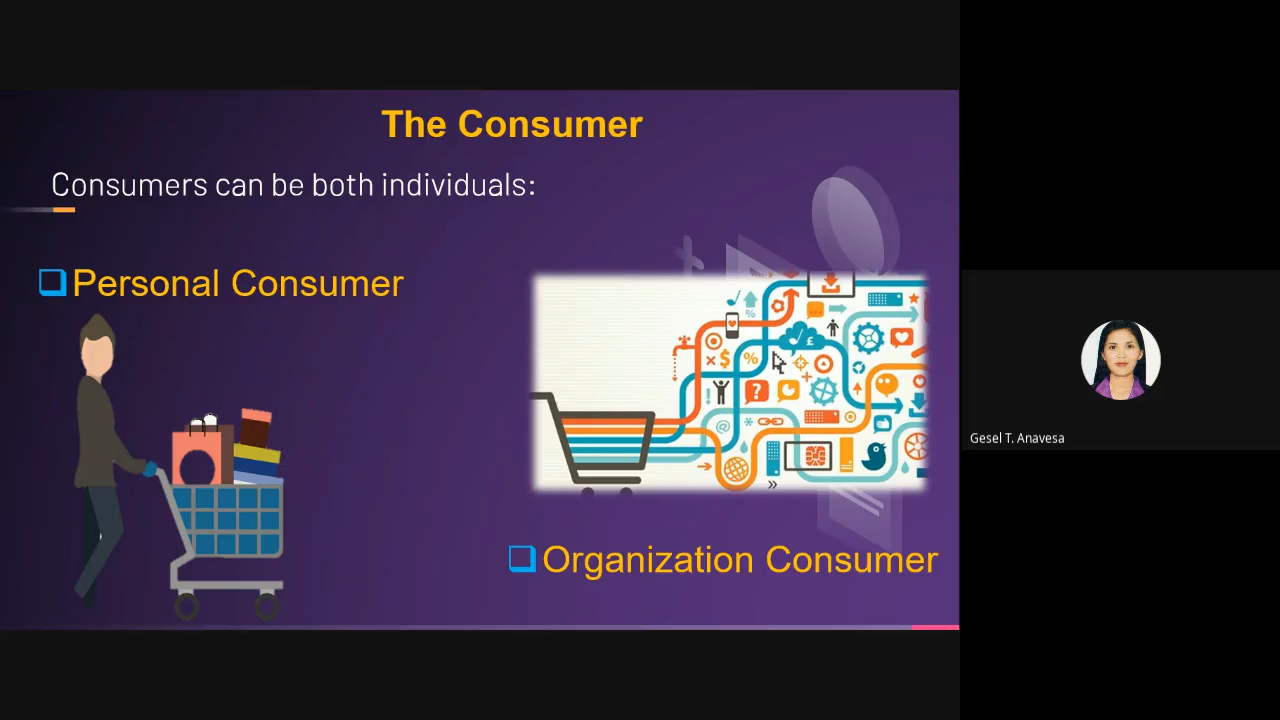 The Consumer
Consumers can be both individuals:
Personal Consumer
Organization Consumer
Gesel T. Anavesa